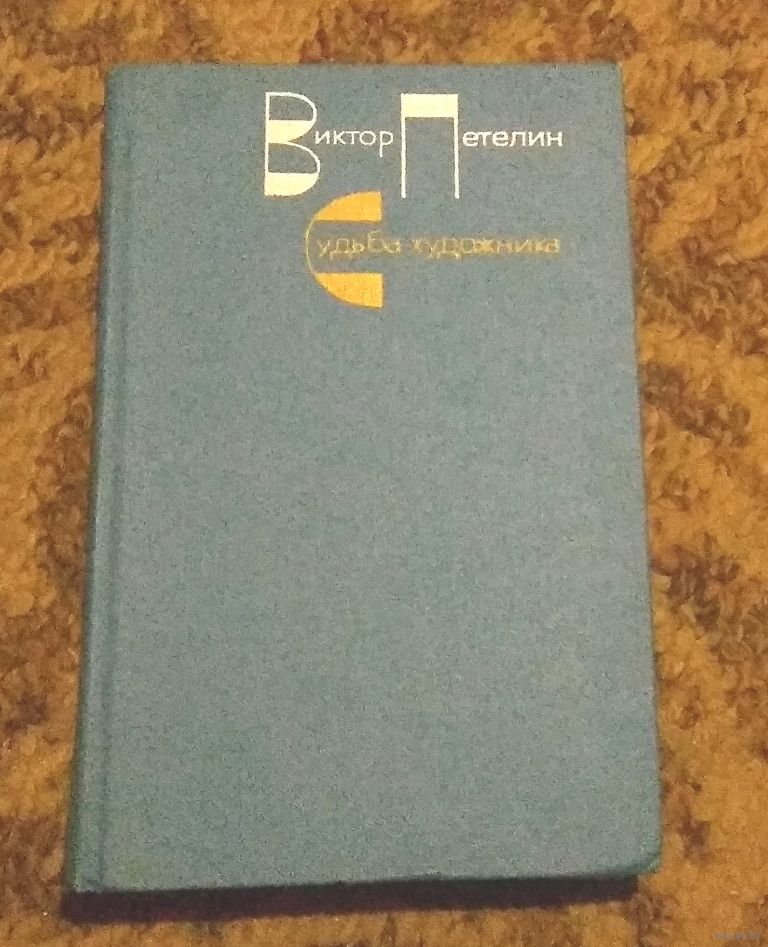 Виктор Петелин
Судьба художника